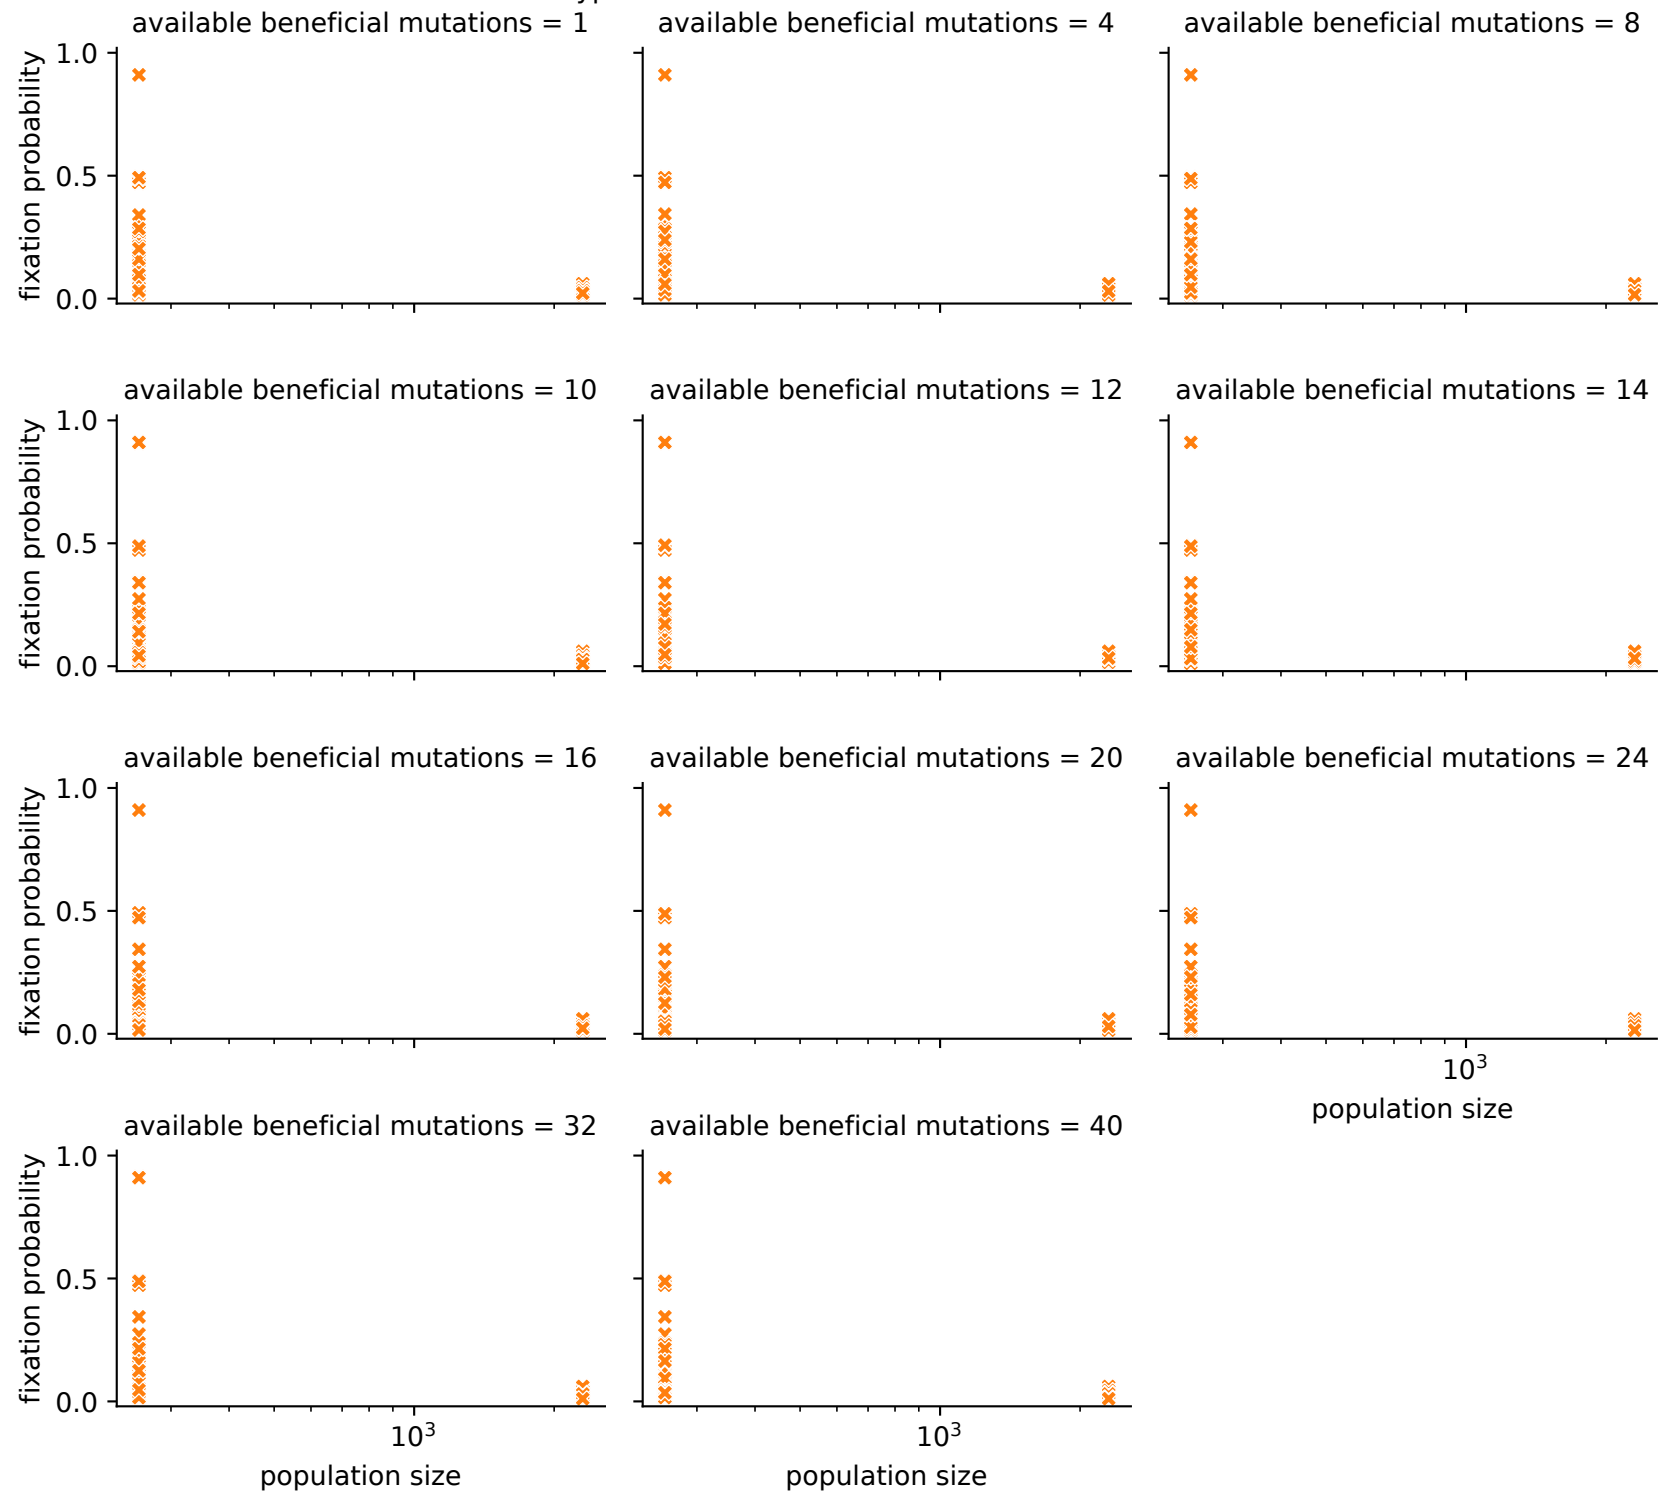 available beneficial mutations = 1
available beneficial mutations = 4
available beneficial mutations = 8
1.0
0.5
0.0
fixation probability
available beneficial mutations = 10
available beneficial mutations = 12
available beneficial mutations = 14
1.0
0.5
0.0
fixation probability
available beneficial mutations = 16
available beneficial mutations = 20
available beneficial mutations = 24
1.0
0.5
0.0
fixation probability
10³
population size
available beneficial mutations = 32
available beneficial mutations = 40
1.0
0.5
0.0
fixation probability
10³
10³
population size
population size